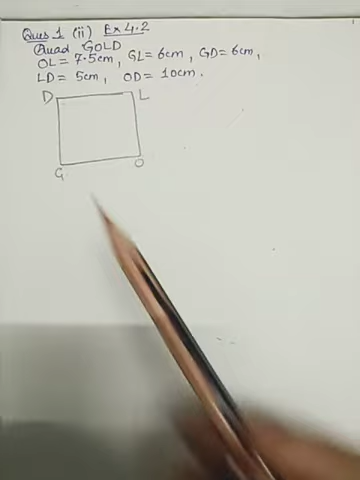 Ques 1 (ii) Ex 4.2
Quad GOLD
OL = 7.5cm, GL = 6cm, GD = 6cm,
LD = 5cm, OD = 10cm.
D L
G O